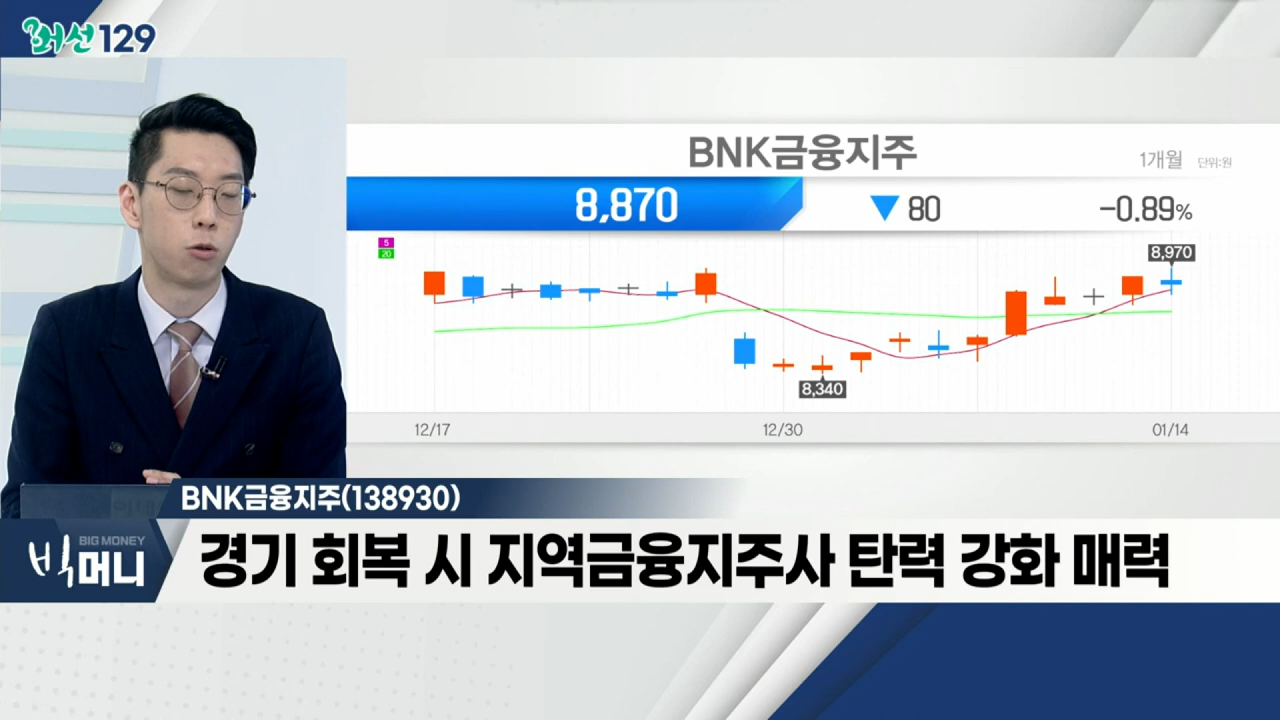 머선129
BNK금융지주
1개월 단위:원
8,870 ▼ 80 -0.89%
5
20
8,970
8,340
12/17 12/30 01/14
BNK금융지주(138930)
BIG MONEY
빅머니
경기 회복 시 지역금융지주사 탄력 강화 매력